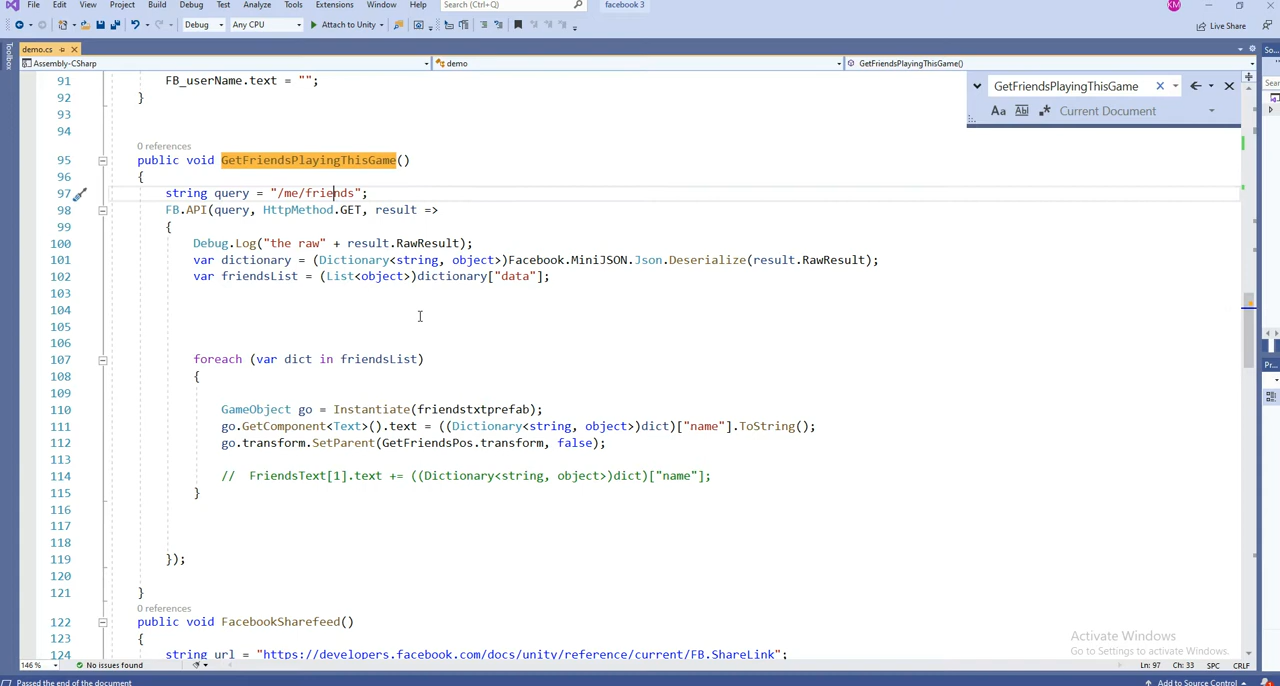 File Edit View Project Build Debug Test Analyze Tools Extensions Window Help Search (Ctrl+Q) facebook 3 KM
Debug Any CPU Attach to Unity Live Share
demo.cs
Assembly-CSharp demo GetFriendsPlayingThisGame()
GetFriendsPlayingThisGame
Aa Abl Current Document
Toolbox
91 FB_userName.text = "";
92 }
93
94
0 references
95 public void GetFriendsPlayingThisGame()
96 {
97 string query = "/me/friends";
98 FB.API(query, HttpMethod.GET, result =>
99 {
100 Debug.Log("the raw" + result.RawResult);
101 var dictionary = (Dictionary<string, object>)Facebook.MiniJSON.Json.Deserialize(result.RawResult);
102 var friendsList = (List<object>)dictionary["data"];
103
104
105
106
107 foreach (var dict in friendsList)
108 {
109
110 GameObject go = Instantiate(friendstxtprefab);
111 go.GetComponent<Text>().text = ((Dictionary<string, object>)dict)["name"].ToString();
112 go.transform.SetParent(GetFriendsPos.transform, false);
113
114 // FriendsText[1].text += ((Dictionary<string, object>)dict)["name"];
115 }
116
117
118
119 });
120
121 }
0 references
122 public void FacebookSharefeed()
123 {
124 string url = "https://developers.facebook.com/docs/unity/reference/current/FB.ShareLink";
So...
Sear
Pr...
Activate Windows
Go to Settings to activate Windows.
146 % No issues found Ln: 97 Ch: 33 SPC CRLF
Passed the end of the document Add to Source Control